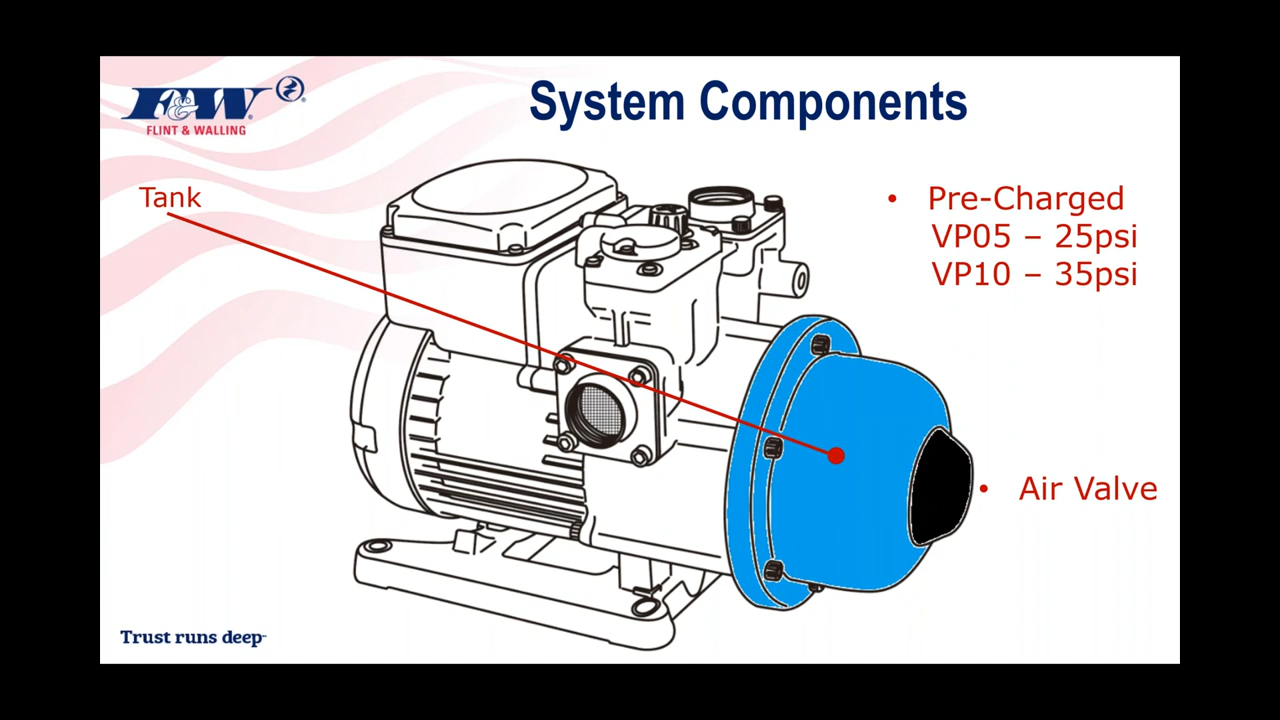 F&W
FLINT & WALLING
System Components
Tank
• Pre-Charged
VP05 – 25psi
VP10 – 35psi
• Air Valve
Trust runs deep